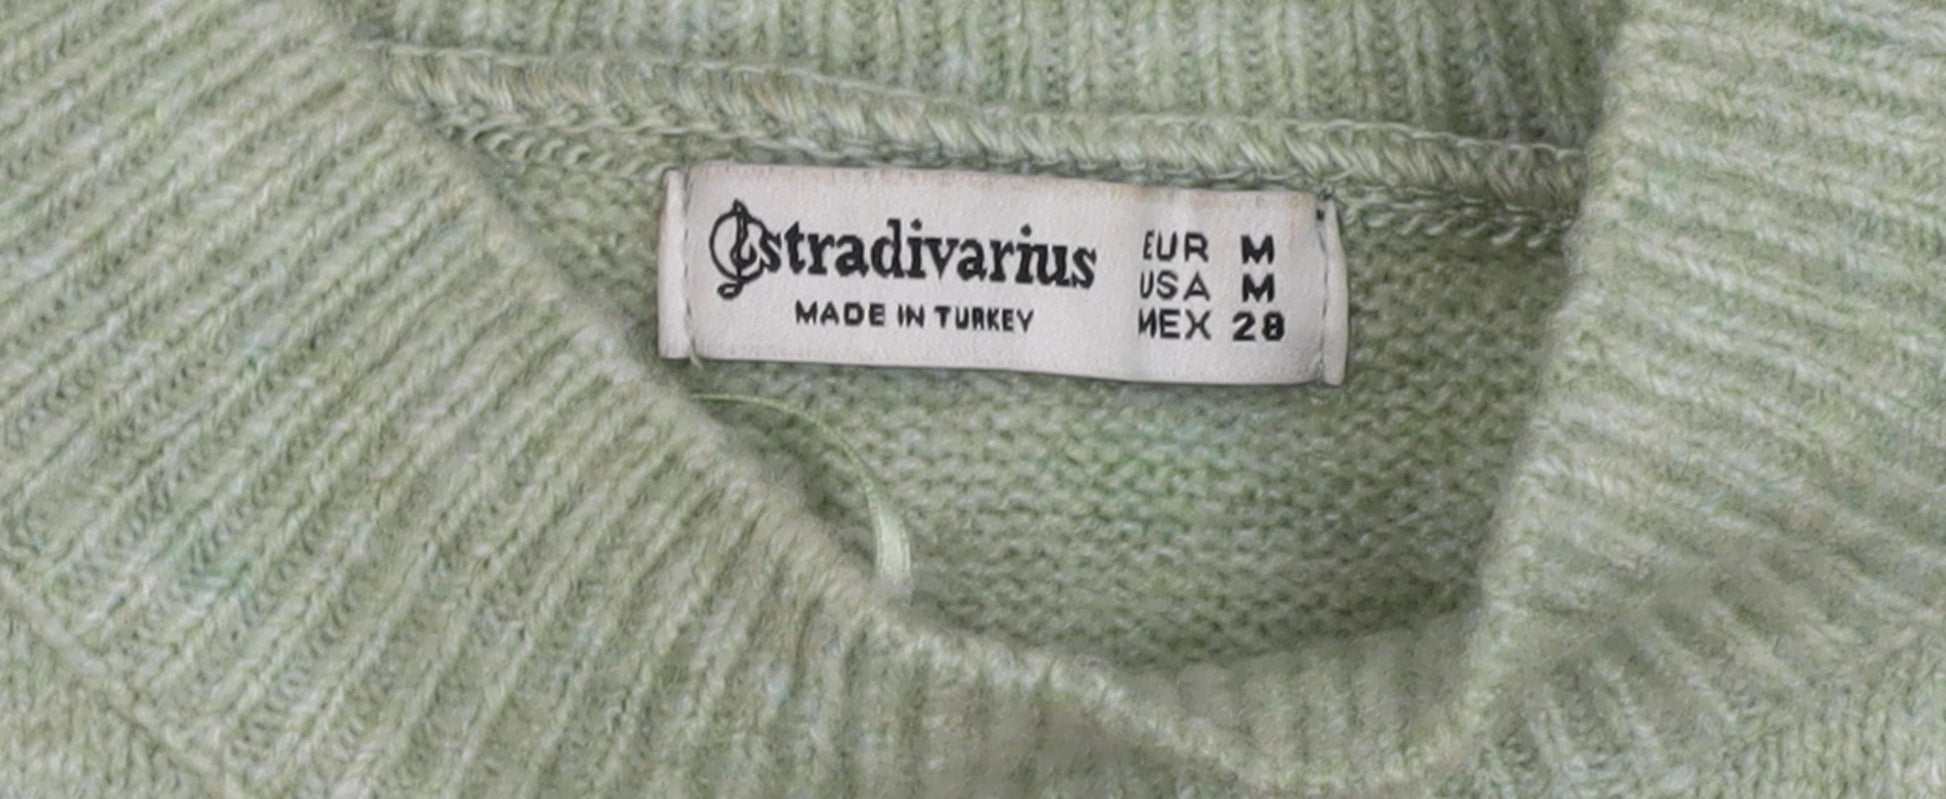 stradivarius
MADE IN TURKEY
EUR M
USA M
MEX 28